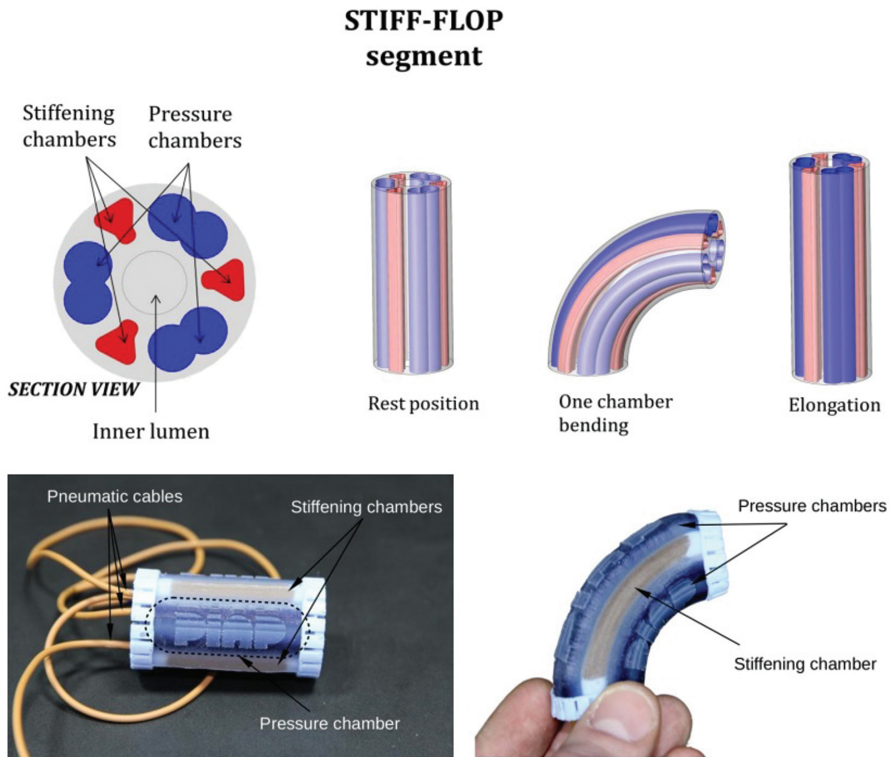 STIFF-FLOP
segment
Stiffening
chambers
Pressure
chambers
SECTION VIEW
Inner lumen
Rest position
One chamber
bending
Elongation
Pneumatic cables
Stiffening chambers
Pressure chamber
Pressure chambers
Stiffening chamber